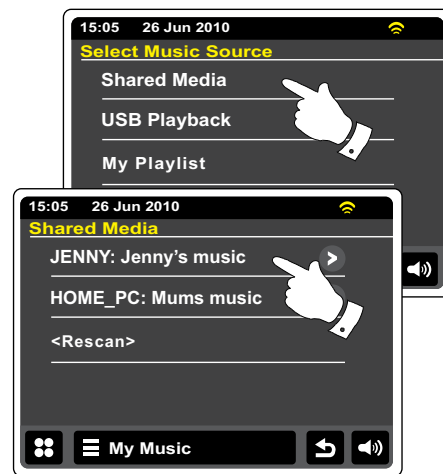 15:05 26 Jun 2010
Select Music Source
Shared Media
USB Playback
My Playlist
15:05 26 Jun 2010
Shared Media
JENNY: Jenny's music
HOME_PC: Mums music
<Rescan>
My Music